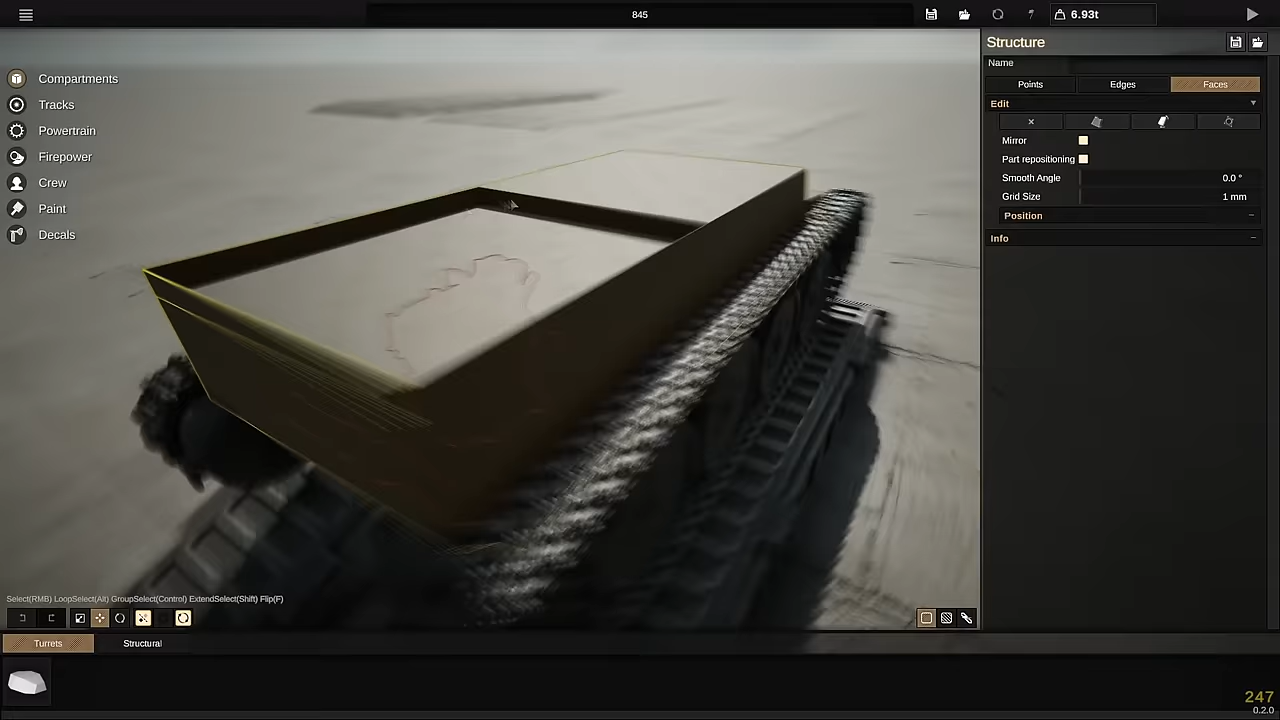 845
6.93t
Structure
Name
Compartments
Tracks
Powertrain
Firepower
Crew
Paint
Decals
Points Edges Faces
Edit
Mirror
Part repositioning
Smooth Angle 0.0 °
Grid Size 1 mm
Position
Info
Select(RMB) LoopSelect(Alt) GroupSelect(Control) ExtendSelect(Shift) Flip(F)
Turrets Structural
247
0.2.0